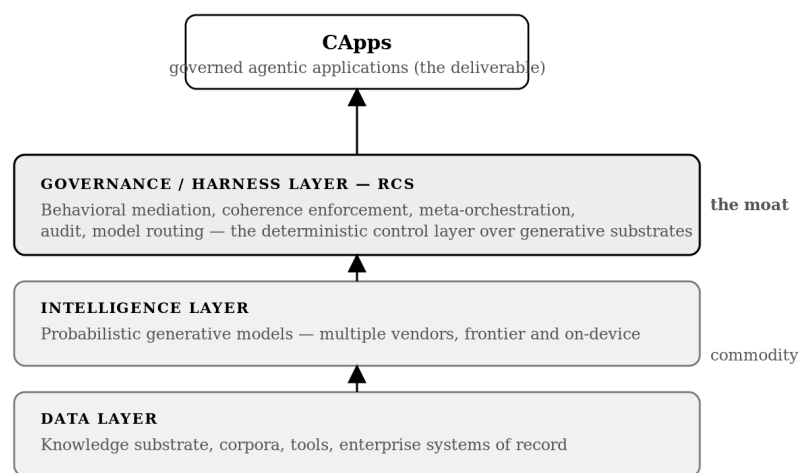 CApps
governed agentic applications (the deliverable)
GOVERNANCE / HARNESS LAYER — RCS
Behavioral mediation, coherence enforcement, meta-orchestration,
audit, model routing — the deterministic control layer over generative substrates
the moat
INTELLIGENCE LAYER
Probabilistic generative models — multiple vendors, frontier and on-device
commodity
DATA LAYER
Knowledge substrate, corpora, tools, enterprise systems of record